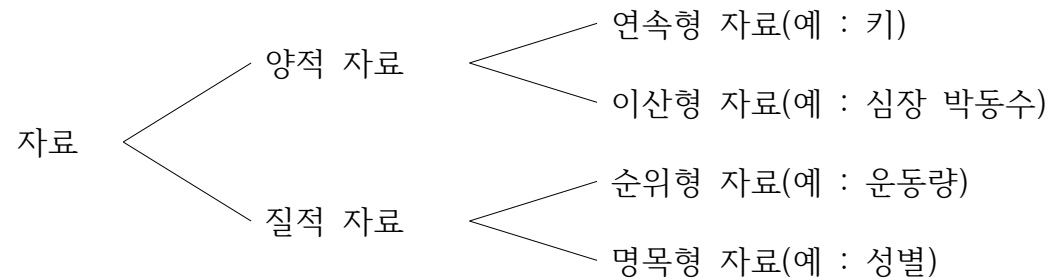 연속형 자료(예 : 키)
양적 자료
이산형 자료(예 : 심장 박동수)
자료
순위형 자료(예 : 운동량)
질적 자료
명목형 자료(예 : 성별)